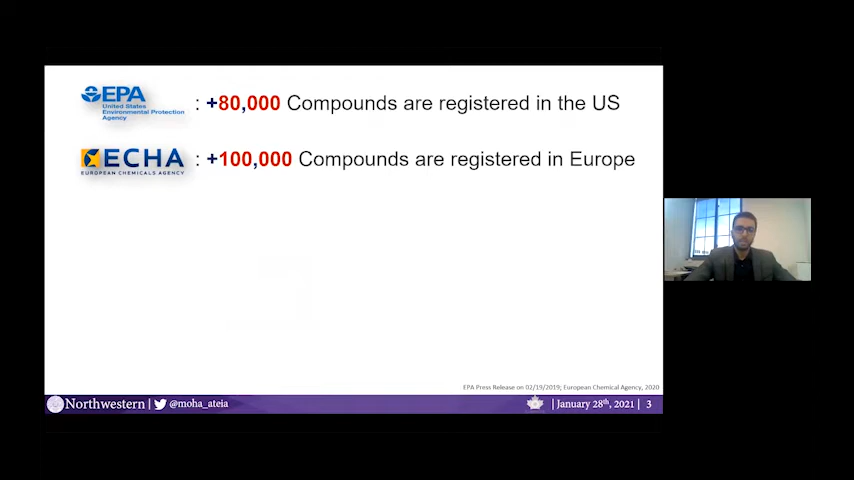 EPA
United States
Environmental Protection
Agency
: +80,000 Compounds are registered in the US
ECHA
EUROPEAN CHEMICALS AGENCY
: +100,000 Compounds are registered in Europe
EPA Press Release on 02/19/2019; European Chemical Agency, 2020
Northwestern | @moha_ateia | January 28th, 2021 | 3